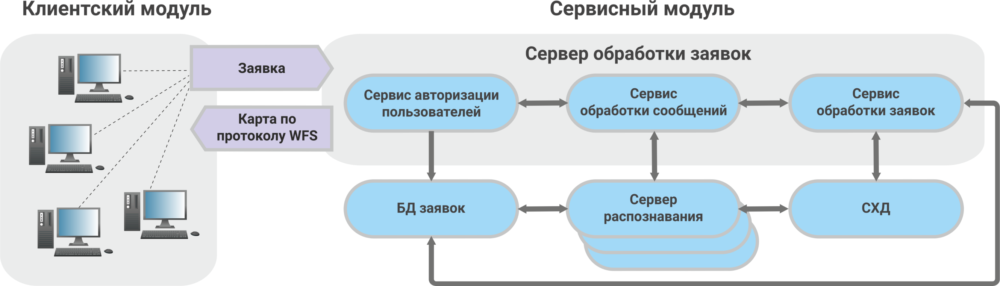 Клиентский модуль
Сервисный модуль
Сервер обработки заявок
Заявка
Карта по
протоколу WFS
Сервис авторизации
пользователей
Сервис
обработки сообщений
Сервис
обработки заявок
БД заявок
Сервер
распознавания
СХД